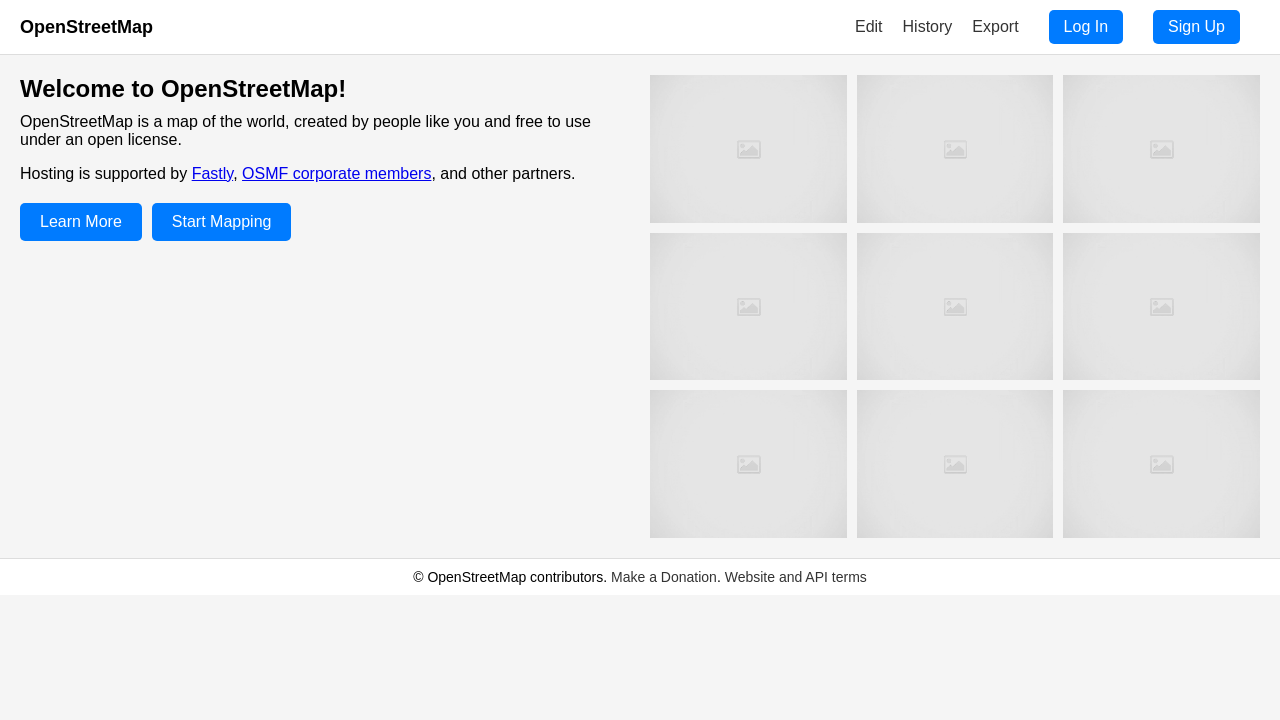 OpenStreetMap
Edit History Export Log In Sign Up
Welcome to OpenStreetMap!
OpenStreetMap is a map of the world, created by people like you and free to use
under an open license.
Hosting is supported by Fastly, OSMF corporate members, and other partners.
Learn More Start Mapping
© OpenStreetMap contributors. Make a Donation. Website and API terms